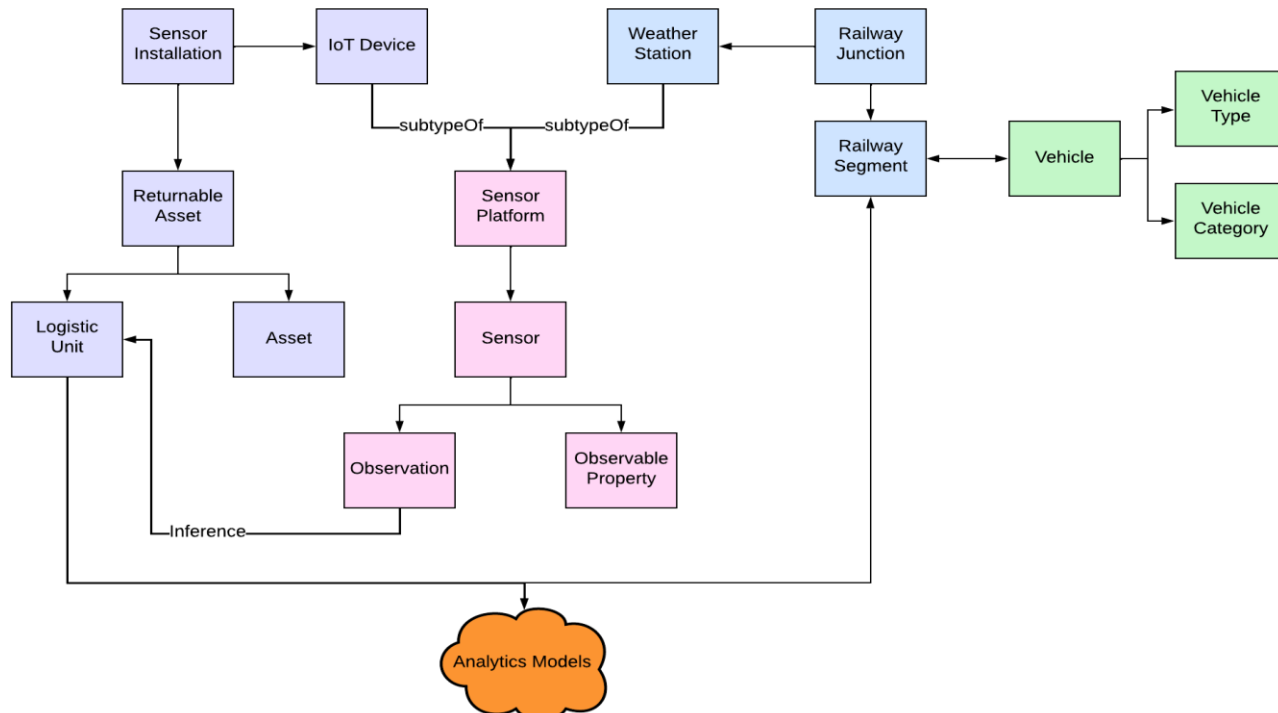 Sensor
Installation
IoT Device
Weather
Station
Railway
Junction
Vehicle
Type
subtypeOf
subtypeOf
Railway
Segment
Vehicle
Returnable
Asset
Sensor
Platform
Vehicle
Category
Logistic
Unit
Asset
Sensor
Observation
Observable
Property
Inference
Analytics Models